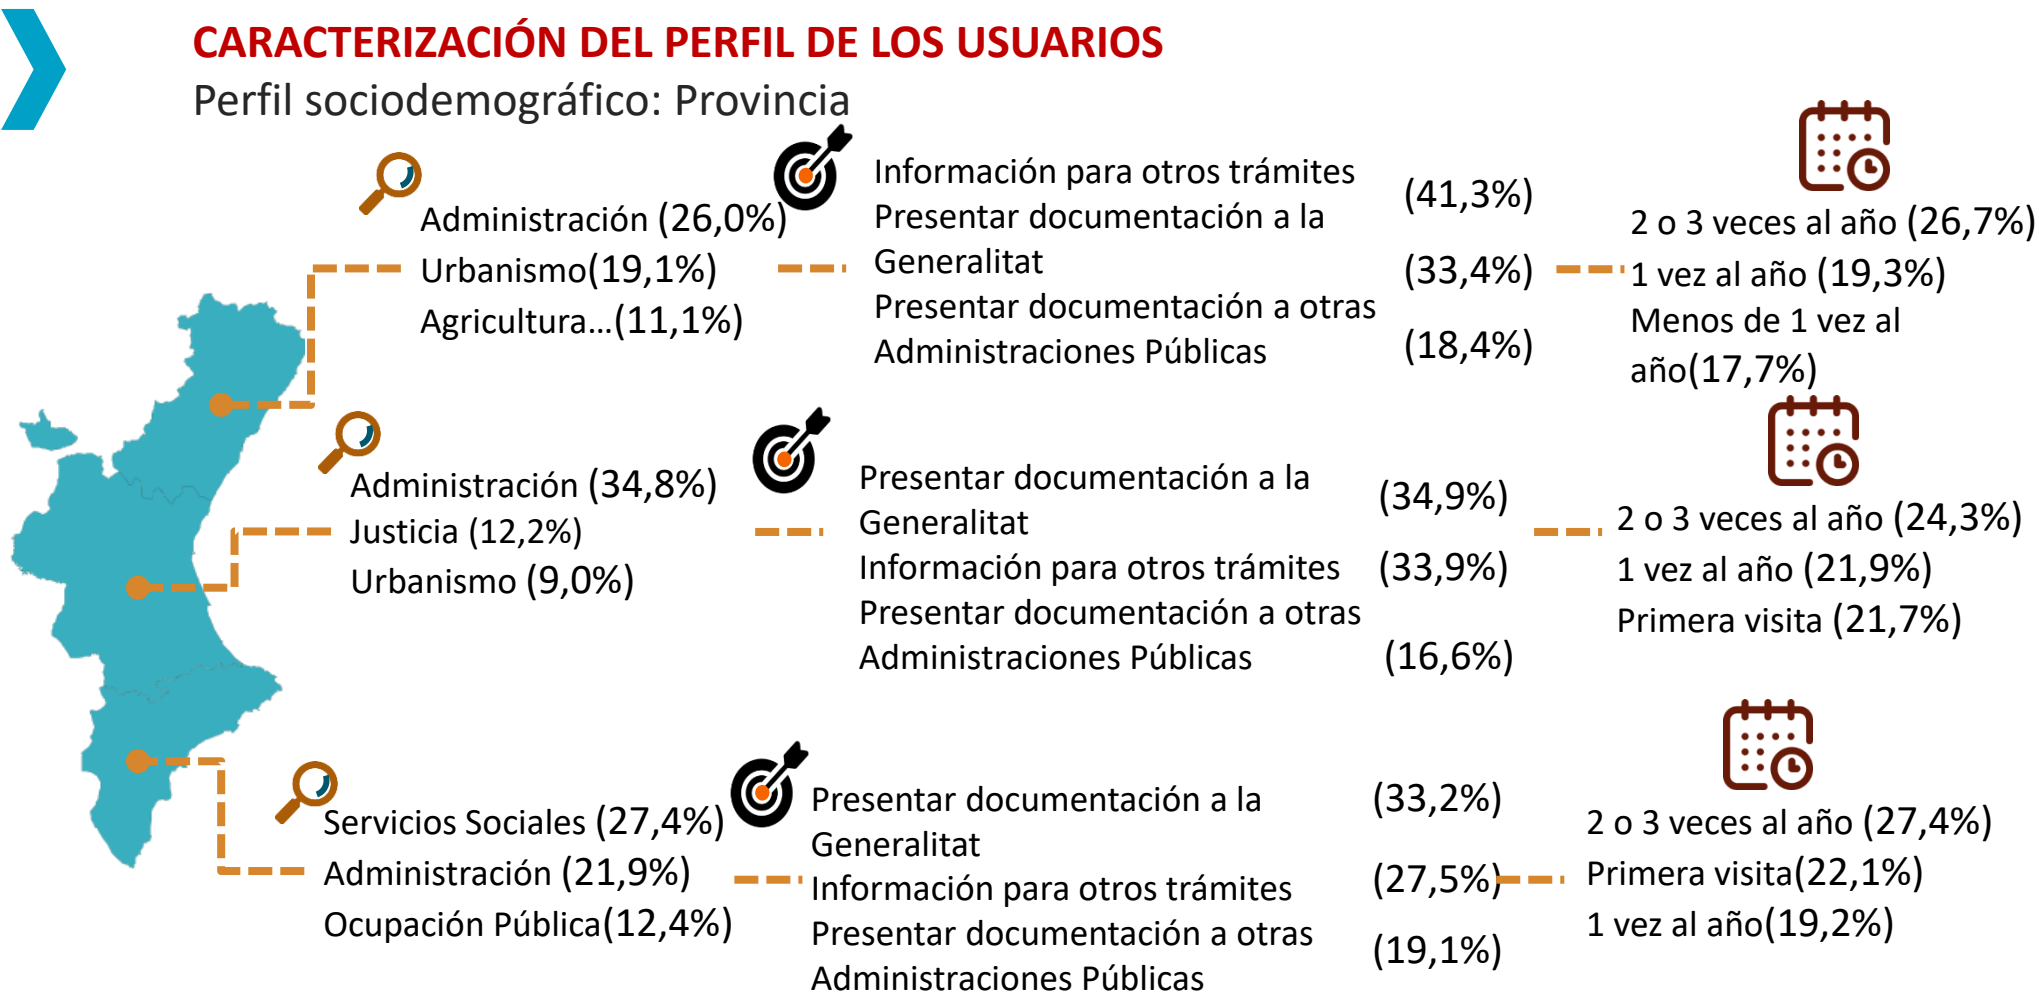 CARACTERIZACIÓN DEL PERFIL DE LOS USUARIOS
Perfil sociodemográfico: Provincia
Administración (26,0%)
Urbanismo(19,1%)
Agricultura...(11,1%)
Información para otros trámites
Presentar documentación a la
Generalitat
Presentar documentación a otras
Administraciones Públicas
(41,3%)
(33,4%)
(18,4%)
2 o 3 veces al año (26,7%)
1 vez al año (19,3%)
Menos de 1 vez al
año(17,7%)
Administración (34,8%)
Justicia (12,2%)
Urbanismo (9,0%)
Presentar documentación a la
Generalitat
Información para otros trámites
Presentar documentación a otras
Administraciones Públicas
(34,9%)
(33,9%)
(16,6%)
2 o 3 veces al año (24,3%)
1 vez al año (21,9%)
Primera visita (21,7%)
Servicios Sociales (27,4%)
Administración (21,9%)
Ocupación Pública(12,4%)
Presentar documentación a la
Generalitat
Información para otros trámites
Presentar documentación a otras
Administraciones Públicas
(33,2%)
(27,5%)
(19,1%)
2 o 3 veces al año (27,4%)
Primera visita(22,1%)
1 vez al año(19,2%)